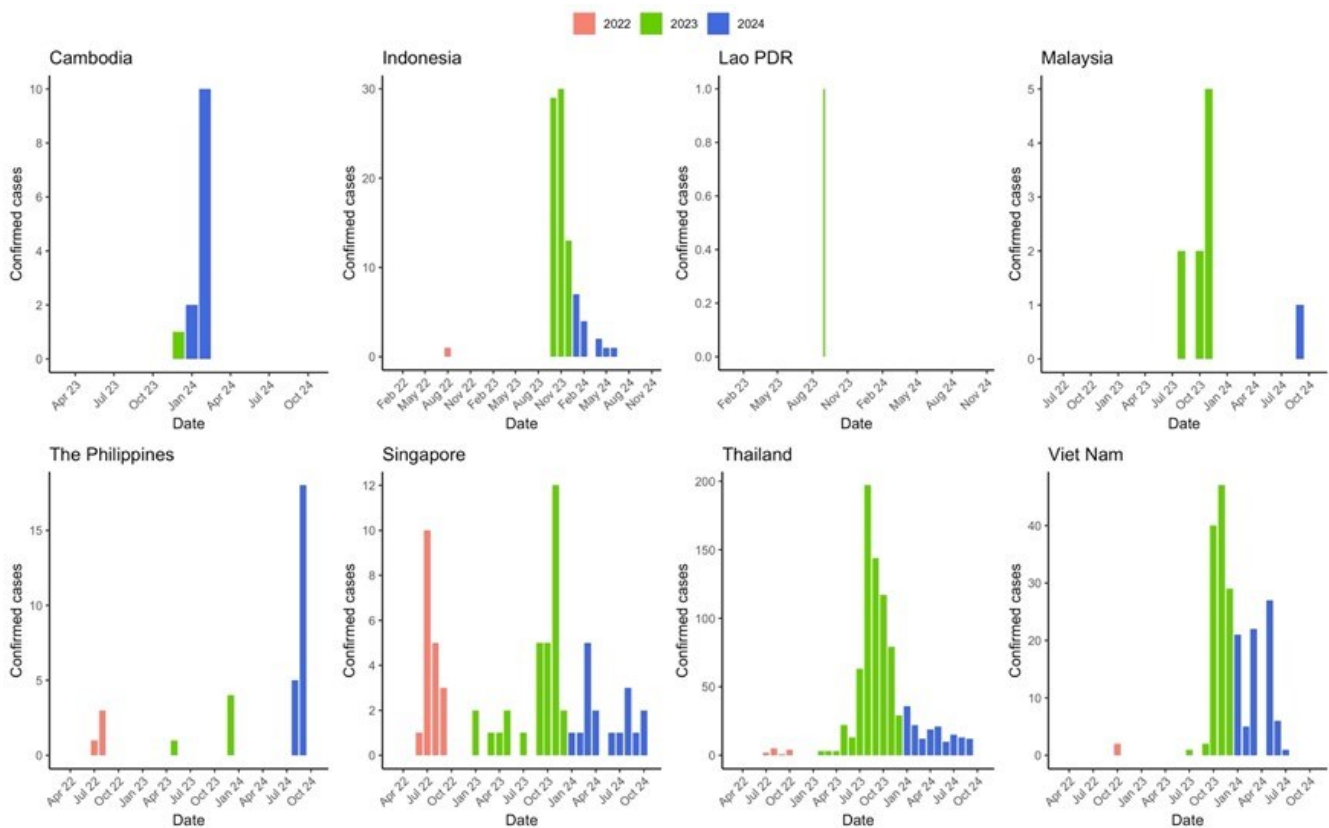 2022 2023 2024
Cambodia
Confirmed cases
10
8
6
4
2
0
Apr 23 Jul 23 Oct 23 Jan 24 Apr 24 Jul 24 Oct 24
Date
Indonesia
Confirmed cases
30
20
10
0
Feb 22 May 22 Aug 22 Nov 22 Feb 23 May 23 Aug 23 Nov 23 Feb 24 May 24 Aug 24 Nov 24
Date
Lao PDR
Confirmed cases
1.0
0.8
0.6
0.4
0.2
0.0
Feb 23 May 23 Aug 23 Nov 23 Feb 24 May 24 Aug 24 Nov 24
Date
Malaysia
Confirmed cases
5
4
3
2
1
0
Jul 22 Oct 22 Jan 23 Apr 23 Jul 23 Oct 23 Jan 24 Apr 24 Jul 24 Oct 24
Date
The Philippines
Confirmed cases
15
10
5
0
Apr 22 Jul 22 Oct 22 Jan 23 Apr 23 Jul 23 Oct 23 Jan 24 Apr 24 Jul 24 Oct 24
Date
Singapore
Confirmed cases
12
10
8
6
4
2
0
Apr 22 Jul 22 Oct 22 Jan 23 Apr 23 Jul 23 Oct 23 Jan 24 Apr 24 Jul 24 Oct 24
Date
Thailand
Confirmed cases
200
150
100
50
0
Apr 22 Jul 22 Oct 22 Jan 23 Apr 23 Jul 23 Oct 23 Jan 24 Apr 24 Jul 24 Oct 24
Date
Viet Nam
Confirmed cases
40
30
20
10
0
Apr 22 Jul 22 Oct 22 Jan 23 Apr 23 Jul 23 Oct 23 Jan 24 Apr 24 Jul 24 Oct 24
Date